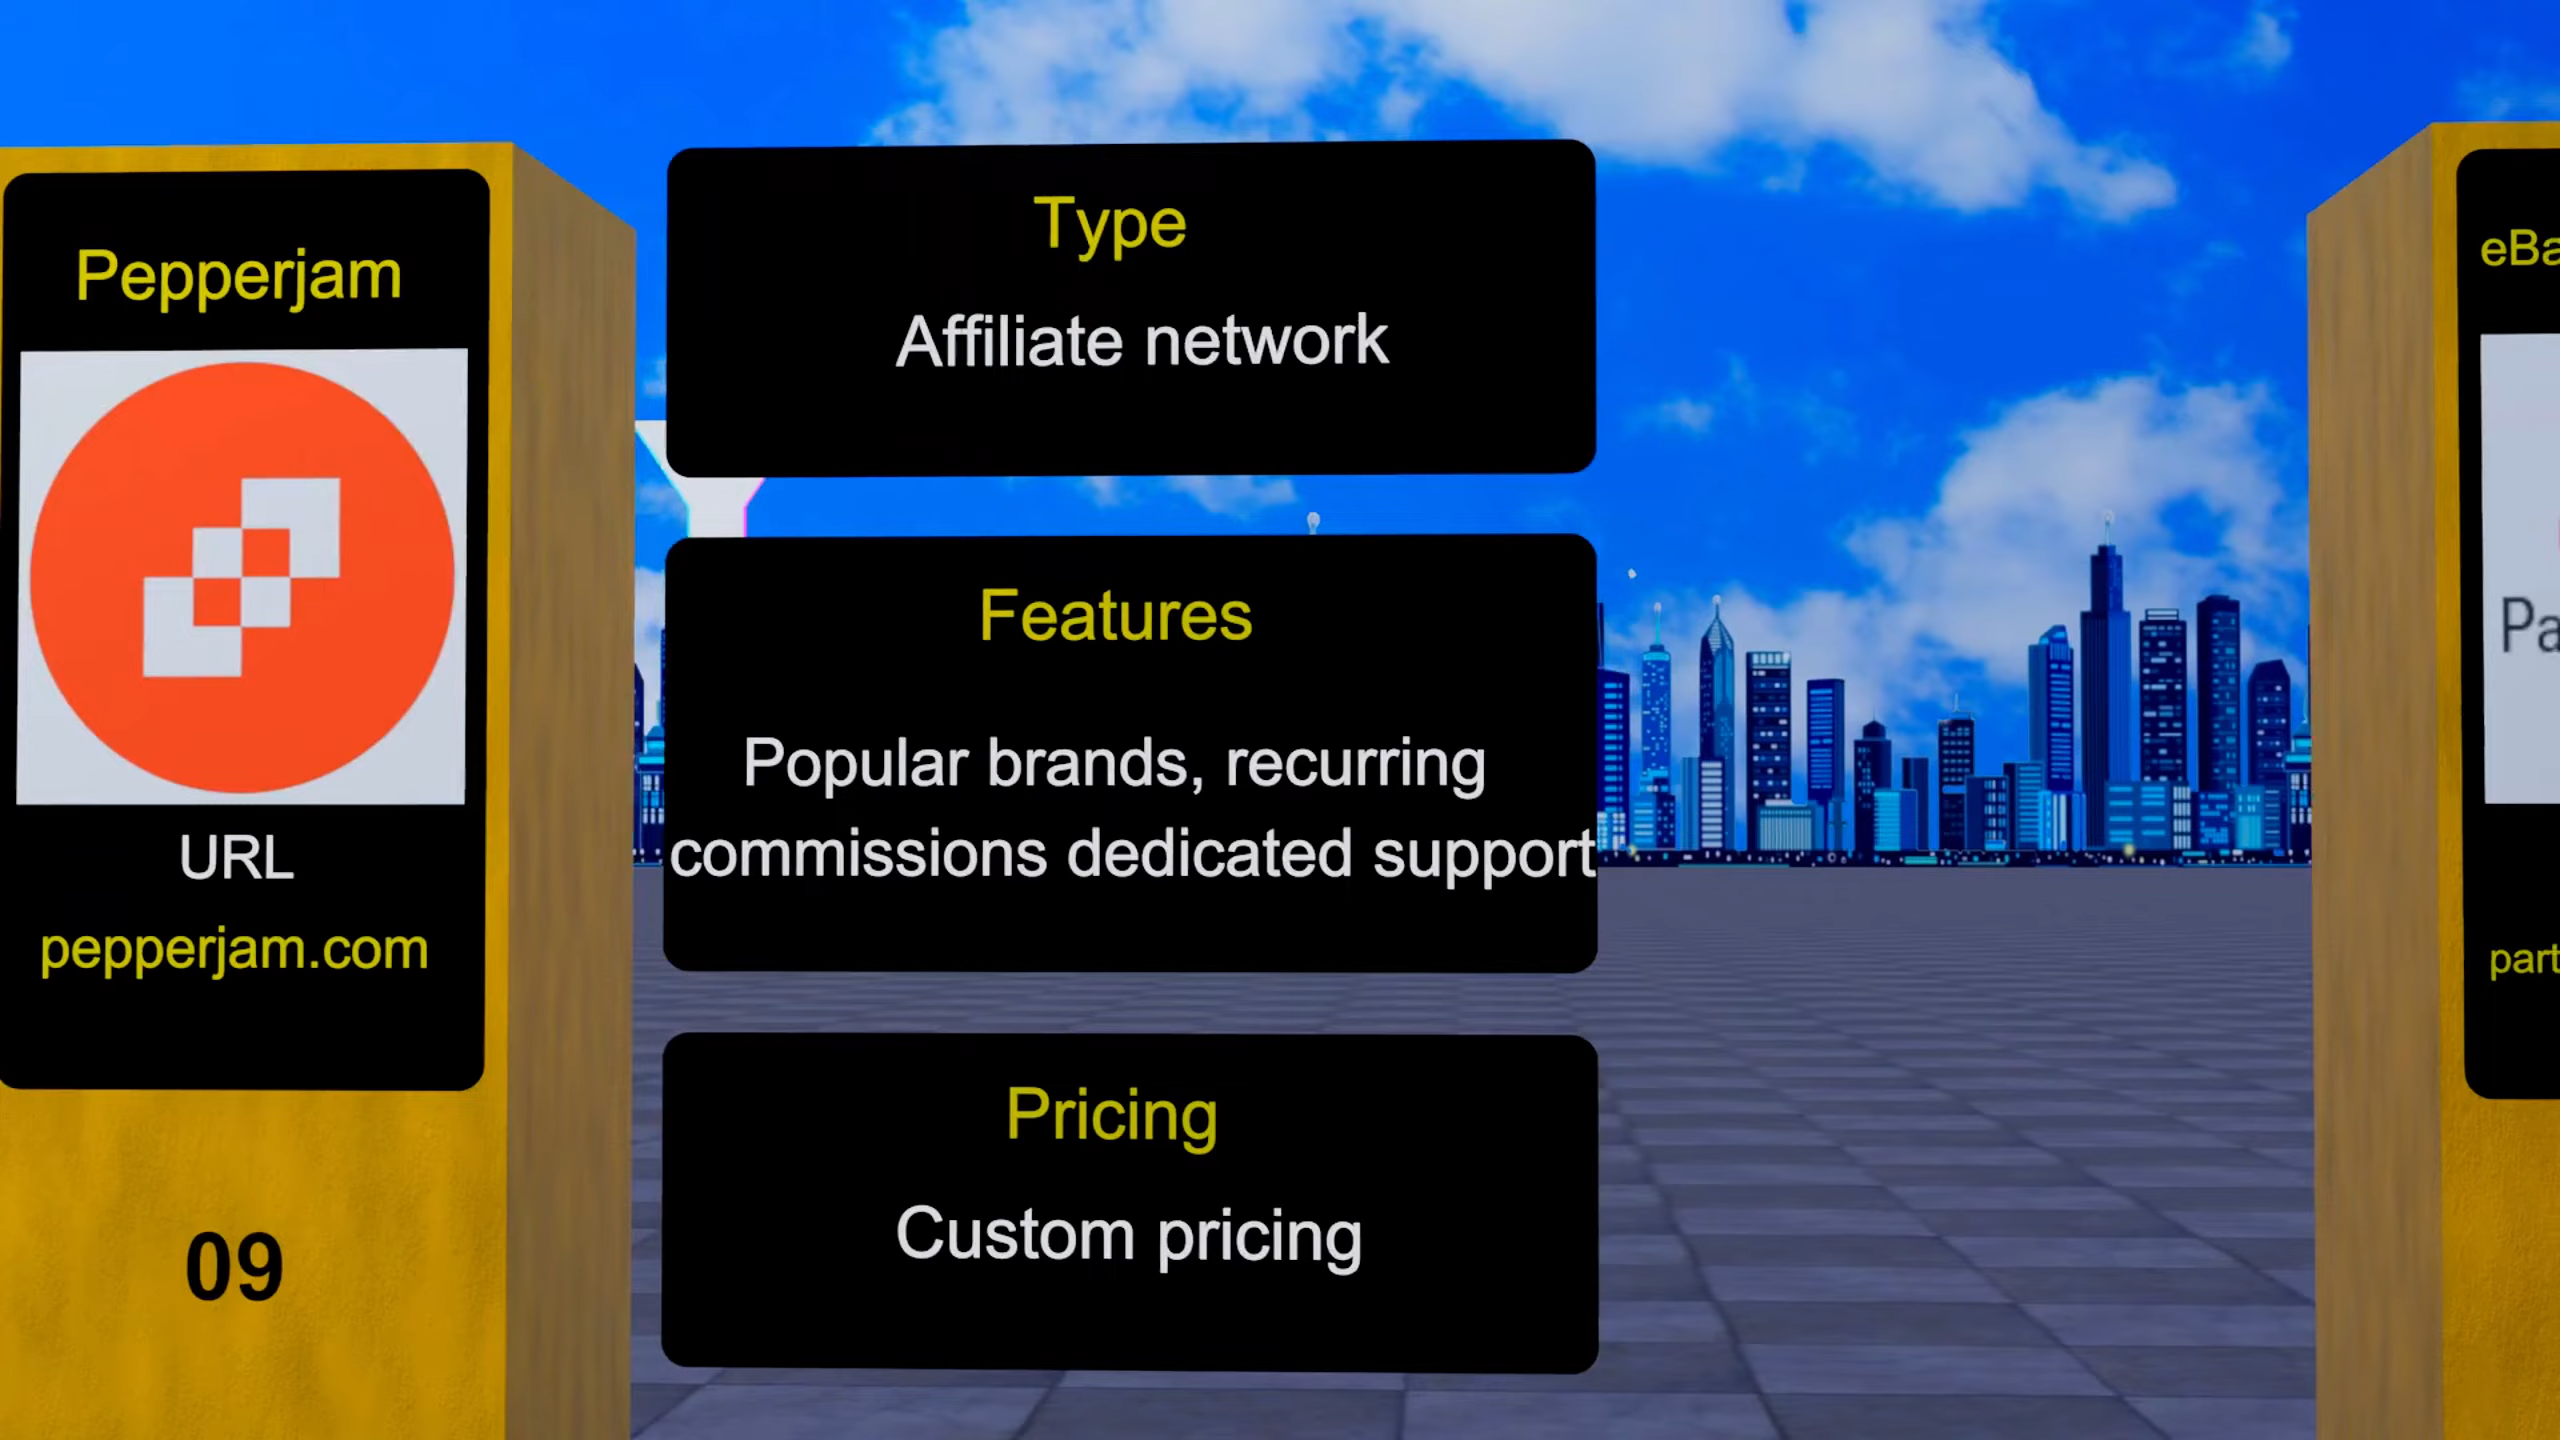 Pepperjam
URL
pepperjam.com
09
Type
Affiliate network
Features
Popular brands, recurring
commissions dedicated support
Pricing
Custom pricing